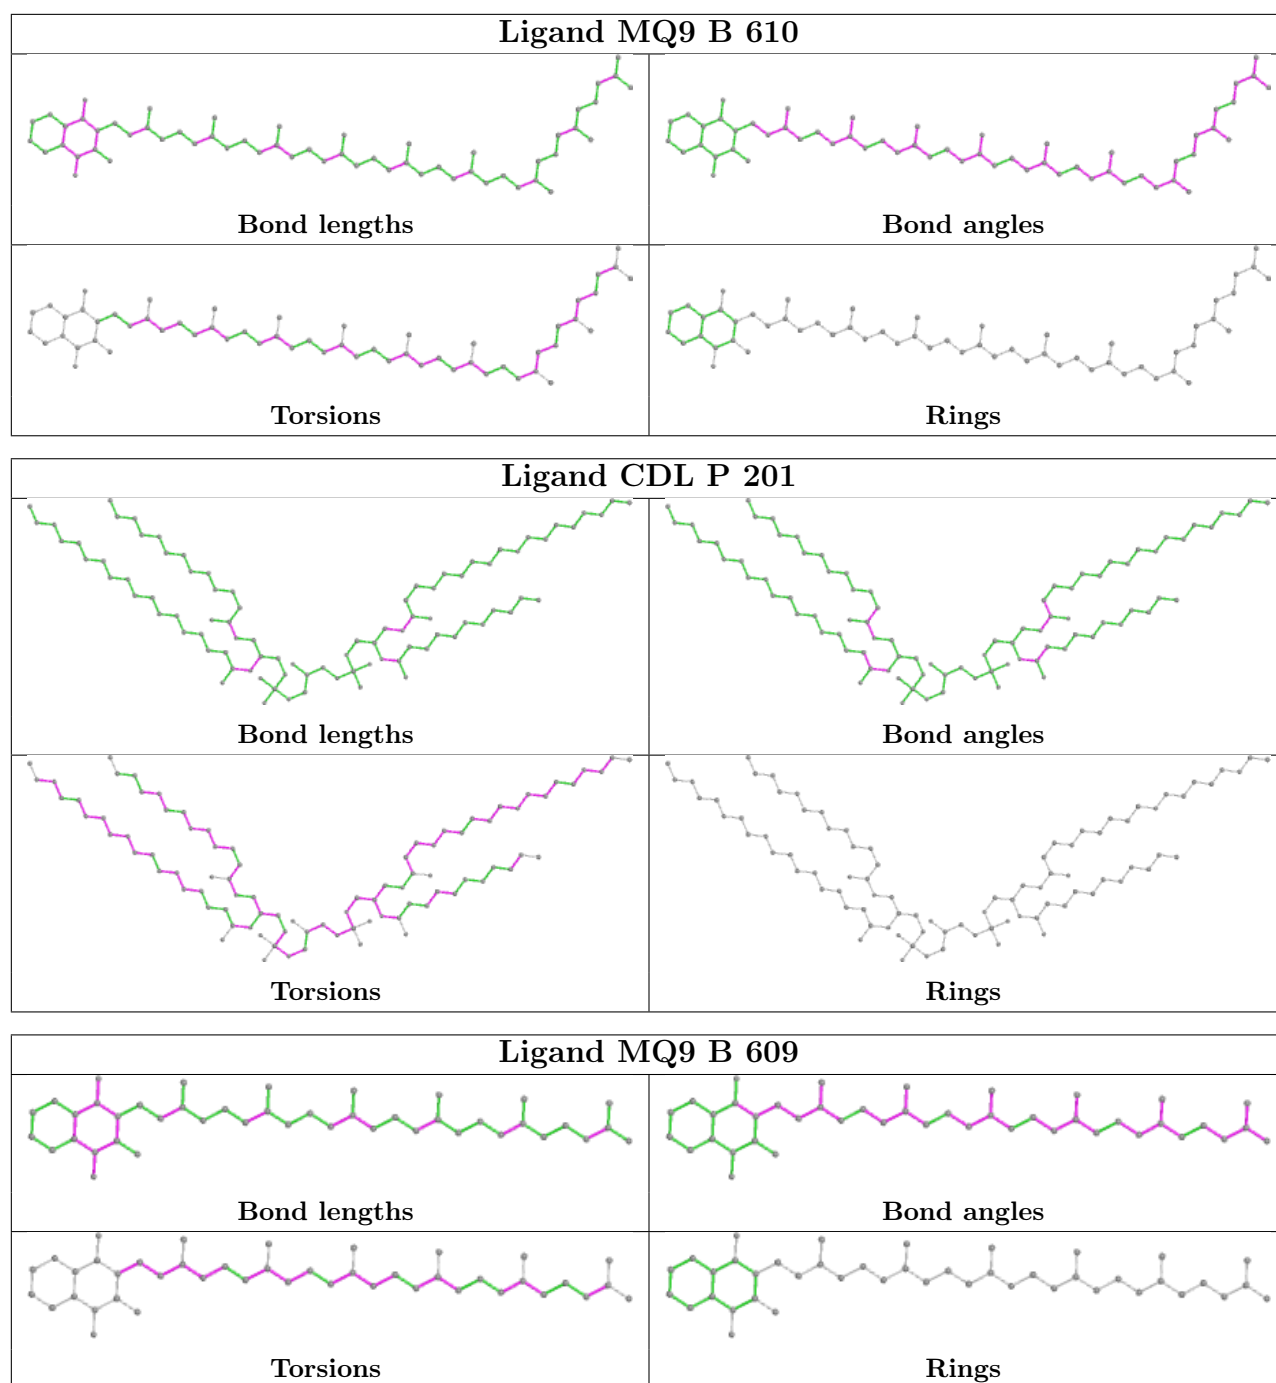 Ligand MQ9 B 610
Bond lengths
Bond angles
Torsions
Rings
Ligand CDL P 201
Bond lengths
Bond angles
Torsions
Rings
Ligand MQ9 B 609
Bond lengths
Bond angles
Torsions
Rings